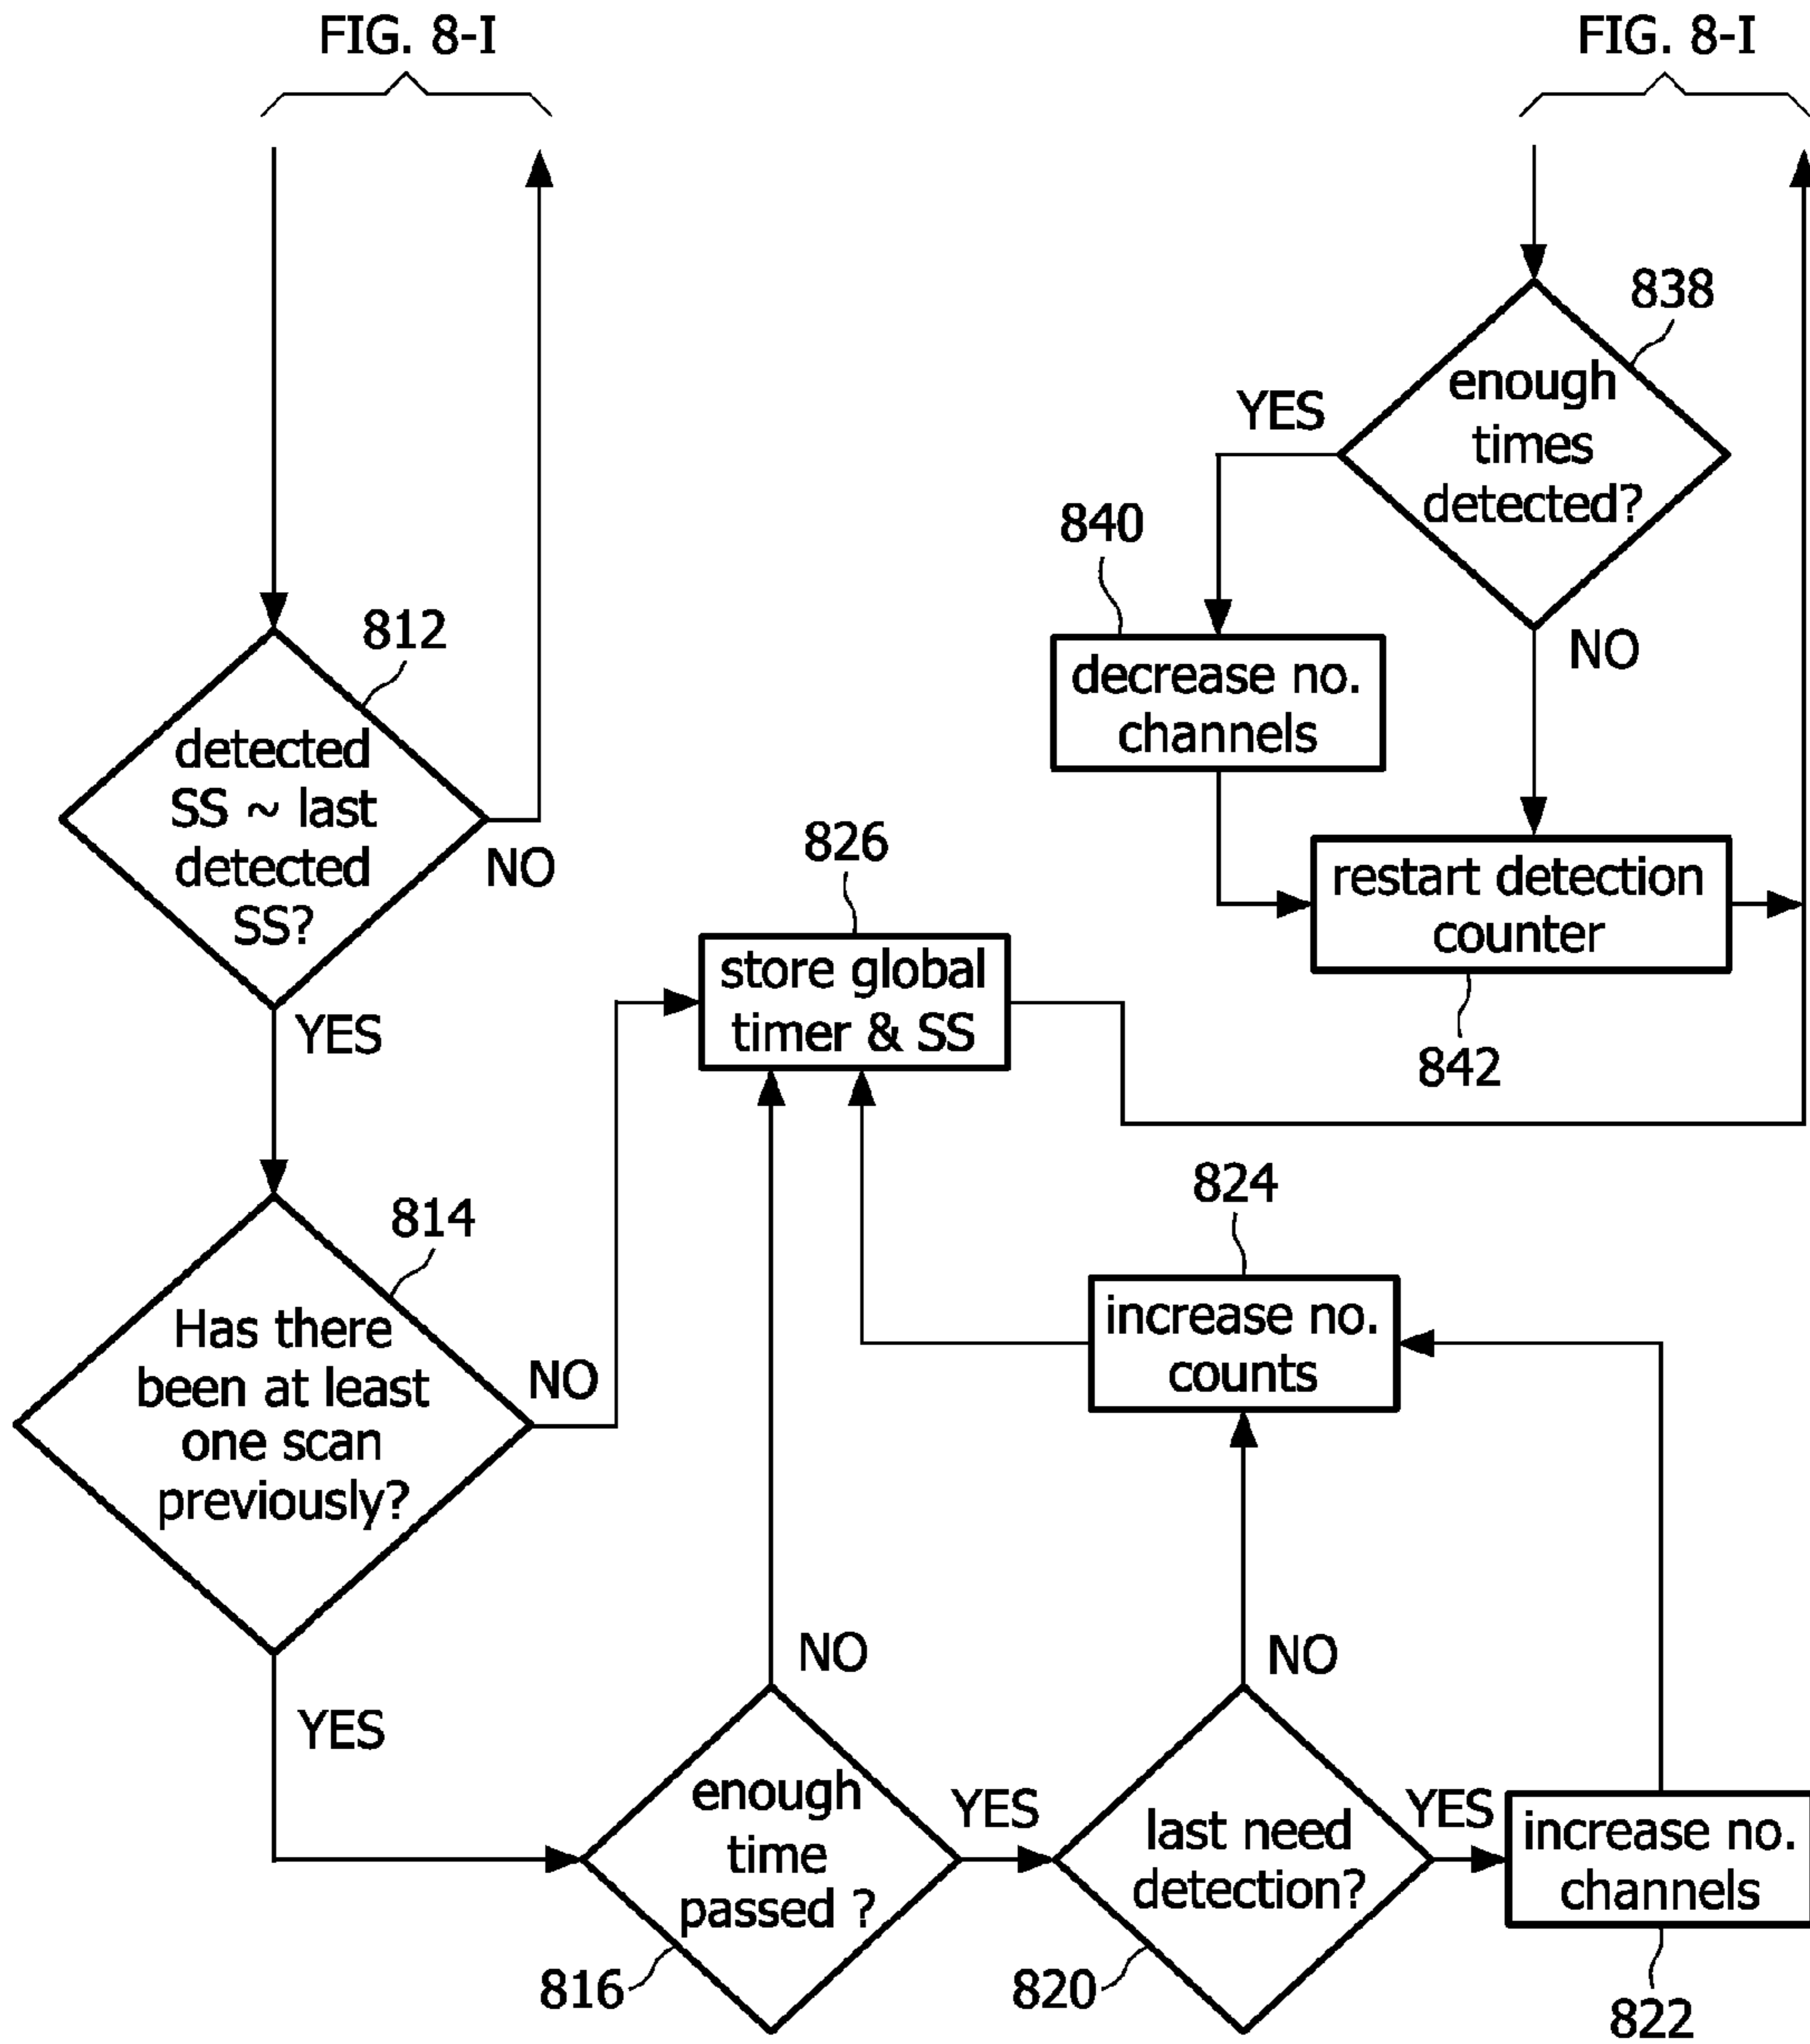 FIG. 8-I
FIG. 8-I
838
enough
times
detected?
YES
NO
840
decrease no.
channels
812
detected
SS ~ last
detected
SS?
NO
YES
826
store global
timer & SS
restart detection
counter
842
814
Has there
been at least
one scan
previously?
NO
YES
824
increase no.
counts
NO
enough
time
passed ?
816
YES
NO
last need
detection?
820
YES
increase no.
channels
822